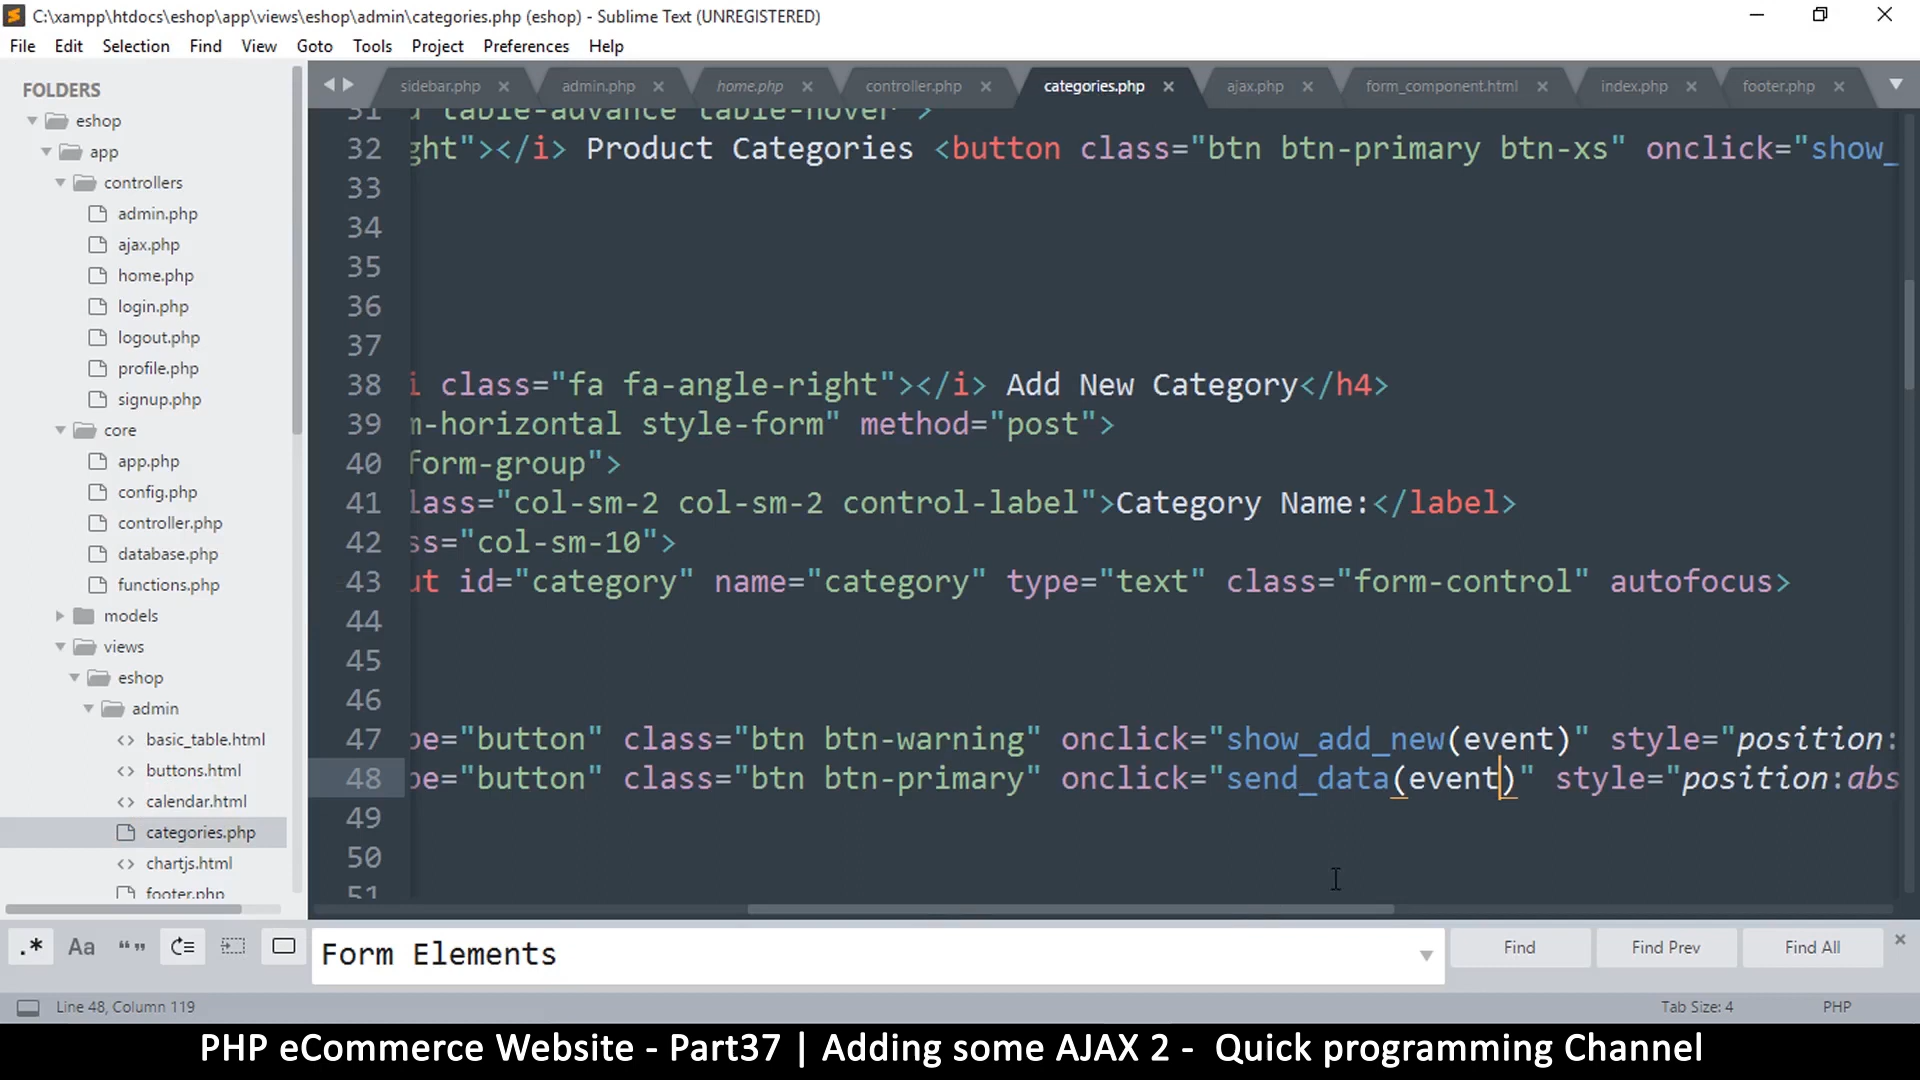 C:\xampp\htdocs\eshop\app\views\eshop\admin\categories.php (eshop) - Sublime Text (UNREGISTERED)
File Edit Selection Find View Goto Tools Project Preferences Help
FOLDERS
eshop
app
controllers
admin.php
ajax.php
home.php
login.php
logout.php
profile.php
signup.php
core
app.php
config.php
controller.php
database.php
functions.php
models
views
eshop
admin
basic_table.html
buttons.html
calendar.html
categories.php
chartjs.html
footer.php
sidebar.php admin.php home.php controller.php categories.php ajax.php form_component.html index.php footer.php
31 d table-advance table-hover">
32 ght"></i> Product Categories <button class="btn btn-primary btn-xs" onclick="show_
33
34
35
36
37
38 i class="fa fa-angle-right"></i> Add New Category</h4>
39 m-horizontal style-form" method="post">
40 form-group">
41 lass="col-sm-2 col-sm-2 control-label">Category Name:</label>
42 ss="col-sm-10">
43 ut id="category" name="category" type="text" class="form-control" autofocus>
44
45
46
47 pe="button" class="btn btn-warning" onclick="show_add_new(event)" style="position:
48 pe="button" class="btn btn-primary" onclick="send_data(event)" style="position:abs
49
50
51
.* Aa “” Form Elements Find Find Prev Find All
Line 48, Column 119 Tab Size: 4 PHP
PHP eCommerce Website - Part37 | Adding some AJAX 2 - Quick programming Channel